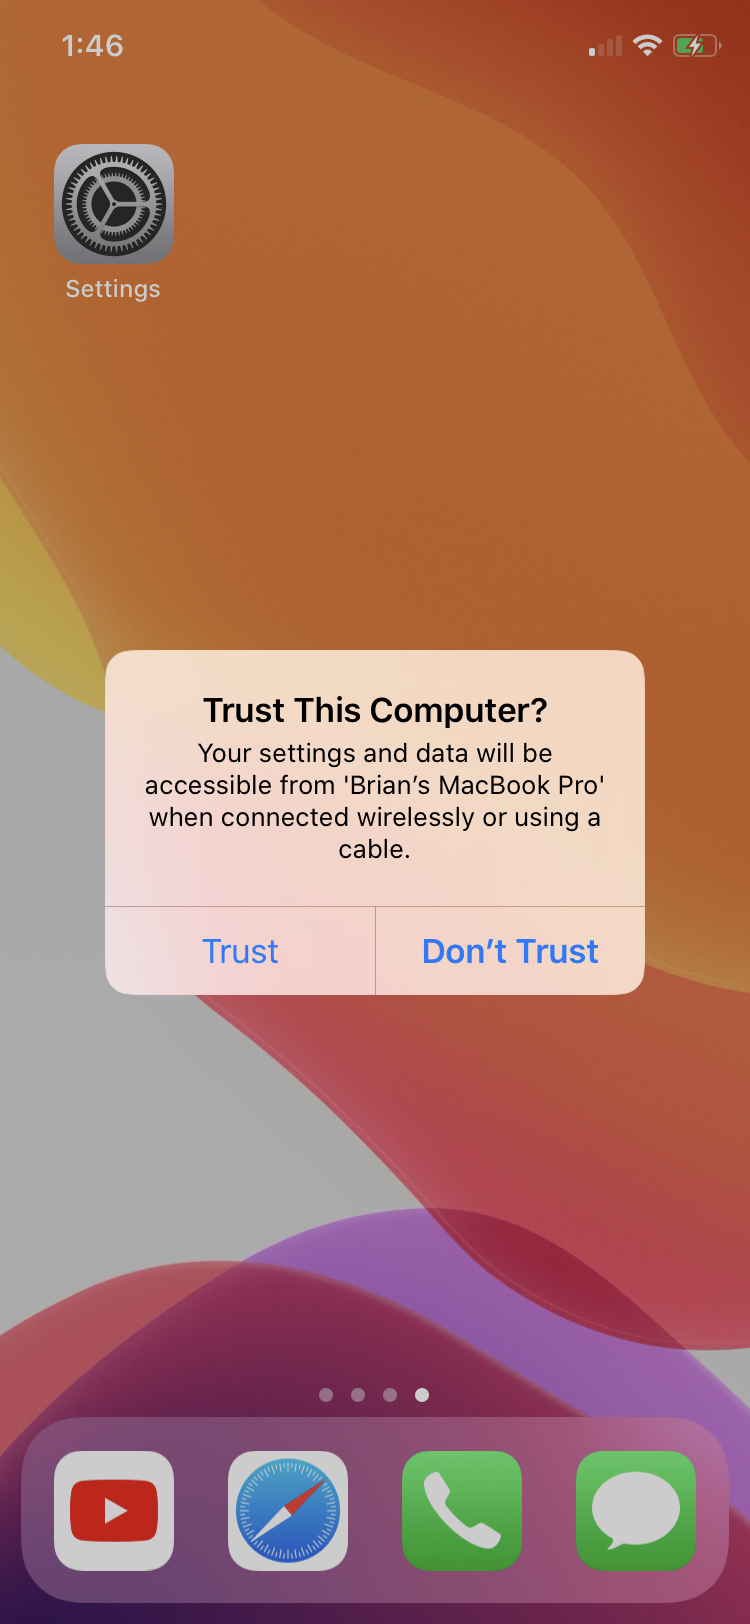 1:46
Settings
Trust This Computer?
Your settings and data will be
accessible from 'Brian’s MacBook Pro'
when connected wirelessly or using a
cable.
Trust
Don’t Trust